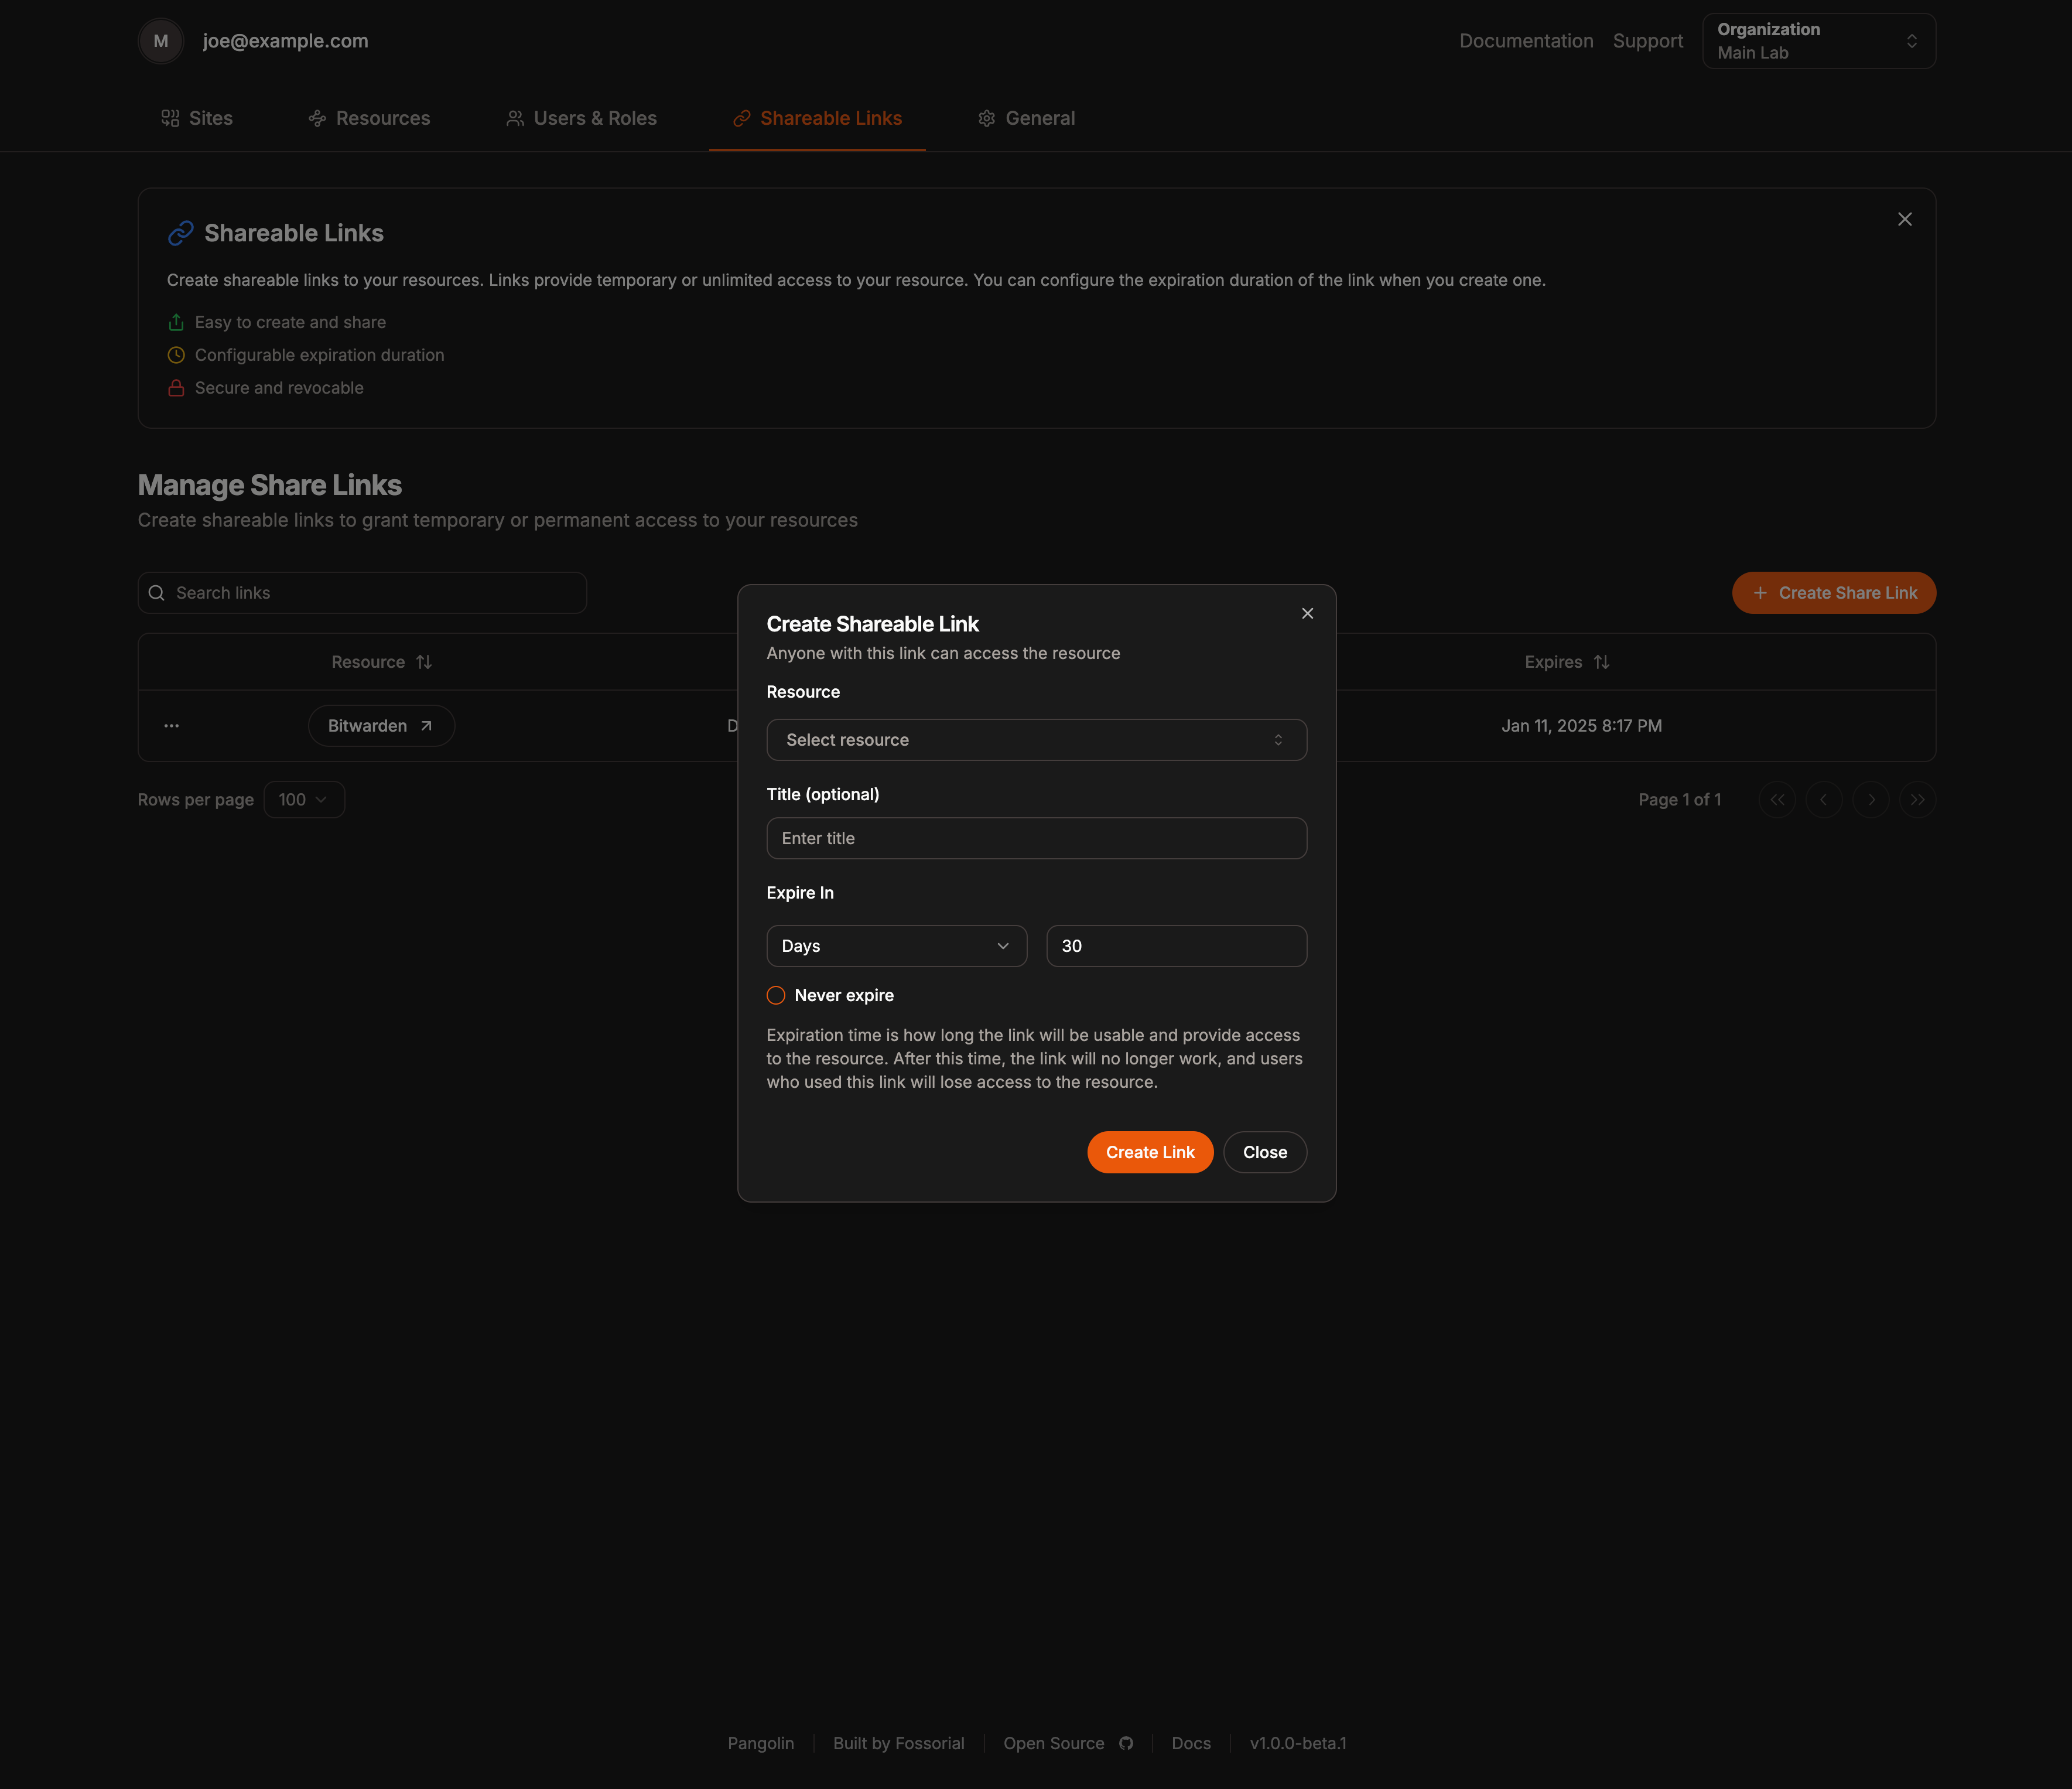 M joe@example.com Documentation Support Organization
Main Lab
Sites Resources Users & Roles Shareable Links General
Shareable Links
Create shareable links to your resources. Links provide temporary or unlimited access to your resource. You can configure the expiration duration of the link when you create one.
Easy to create and share
Configurable expiration duration
Secure and revocable
Manage Share Links
Create shareable links to grant temporary or permanent access to your resources
Search links + Create Share Link
Resource Expires
Bitwarden D Jan 11, 2025 8:17 PM
Rows per page 100 Page 1 of 1
Create Shareable Link
Anyone with this link can access the resource
Resource
Select resource
Title (optional)
Enter title
Expire In
Days 30
Never expire
Expiration time is how long the link will be usable and provide access
to the resource. After this time, the link will no longer work, and users
who used this link will lose access to the resource.
Create Link Close
Pangolin Built by Fossorial Open Source Docs v1.0.0-beta.1